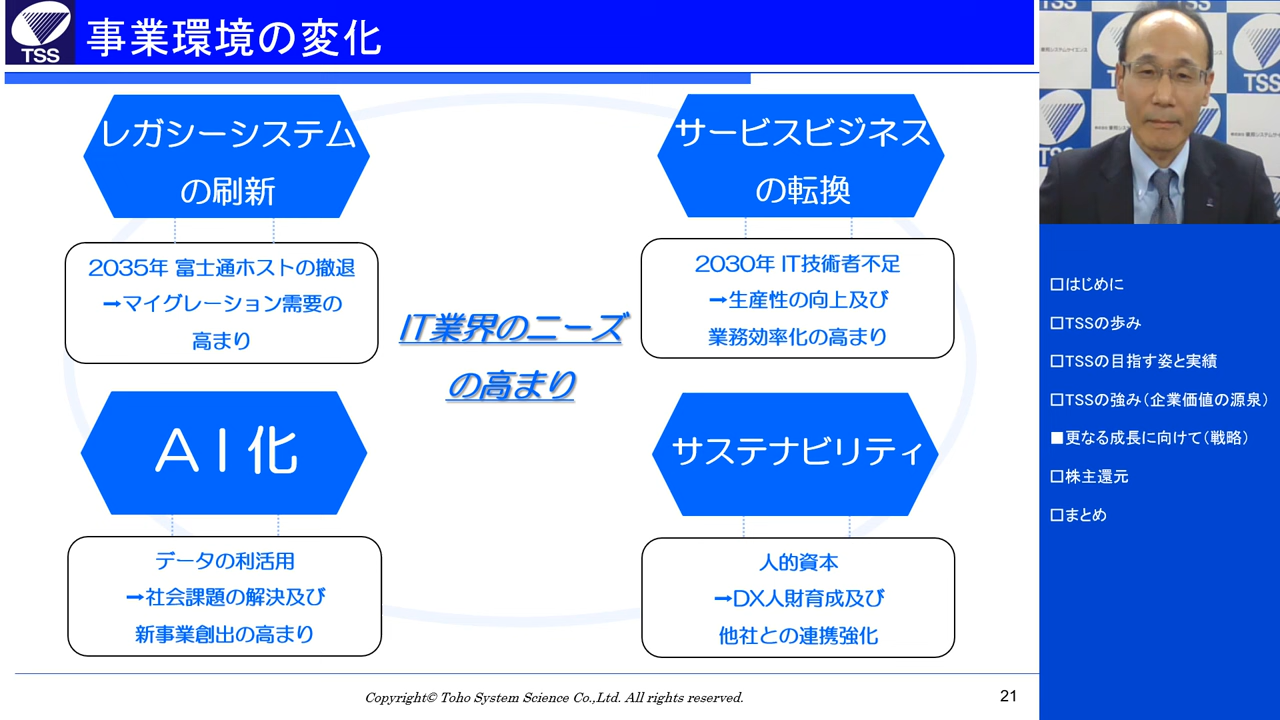 TSS
事業環境の変化
レガシーシステム
の刷新
2035年 富士通ホストの撤退
➡マイグレーション需要の
高まり
サービスビジネス
の転換
2030年 IT技術者不足
➡生産性の向上及び
業務効率化の高まり
IT業界のニーズ
の高まり
AI化
データの利活用
➡社会課題の解決及び
新事業創出の高まり
サステナビリティ
人的資本
➡DX人財育成及び
他社との連携強化
Copyright© Toho System Science Co.,Ltd. All rights reserved.
21
TSS
TSS
TSS
□はじめに
□TSSの歩み
□TSSの目指す姿と実績
□TSSの強み（企業価値の源泉）
■更なる成長に向けて（戦略）
□株主還元
□まとめ